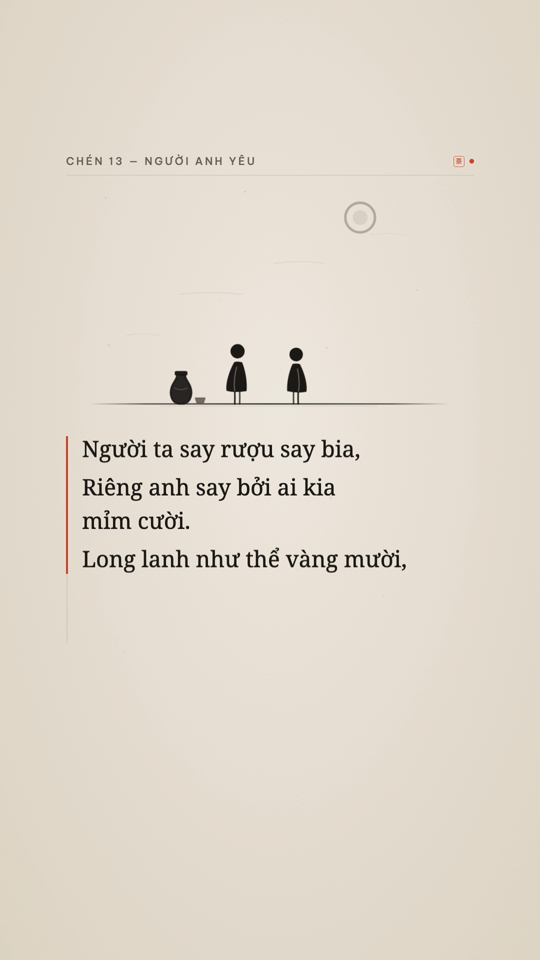 CHÉN 13 — NGƯỜI ANH YÊU
Người ta say rượu say bia,
Riêng anh say bởi ai kia
mỉm cười.
Long lanh như thể vàng mười,